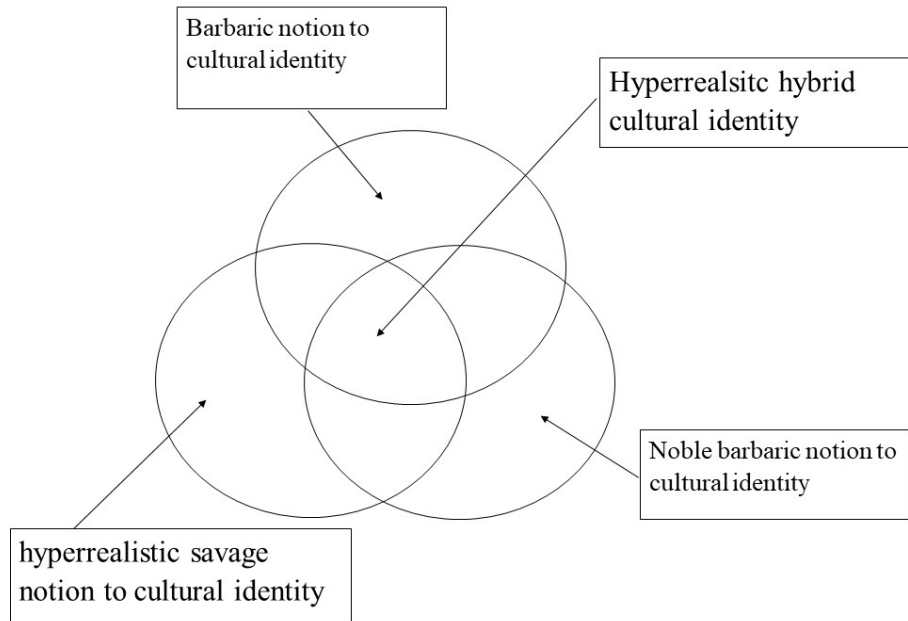 Barbaric notion to
cultural identity
Hyperrealsitc hybrid
cultural identity
Noble barbaric notion to
cultural identity
hyperrealistic savage
notion to cultural identity